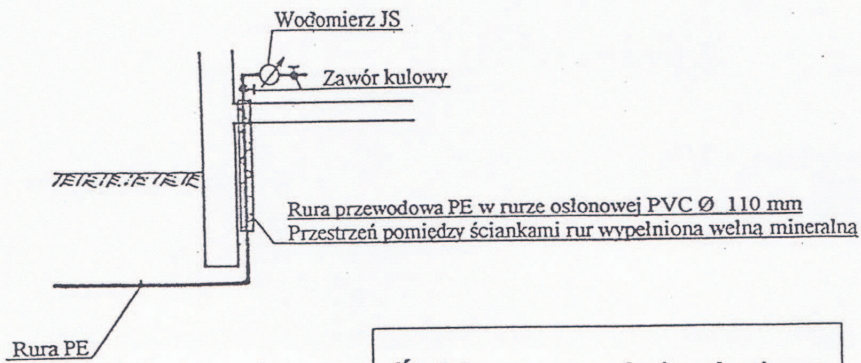 Wodomierz JS
Zawór kulowy
Rura przewodowa PE w rurze osłonowej PVC Ø 110 mm
Przestrzeń pomiędzy ściankami rur wypełniona wełną mineralną
Rura PE